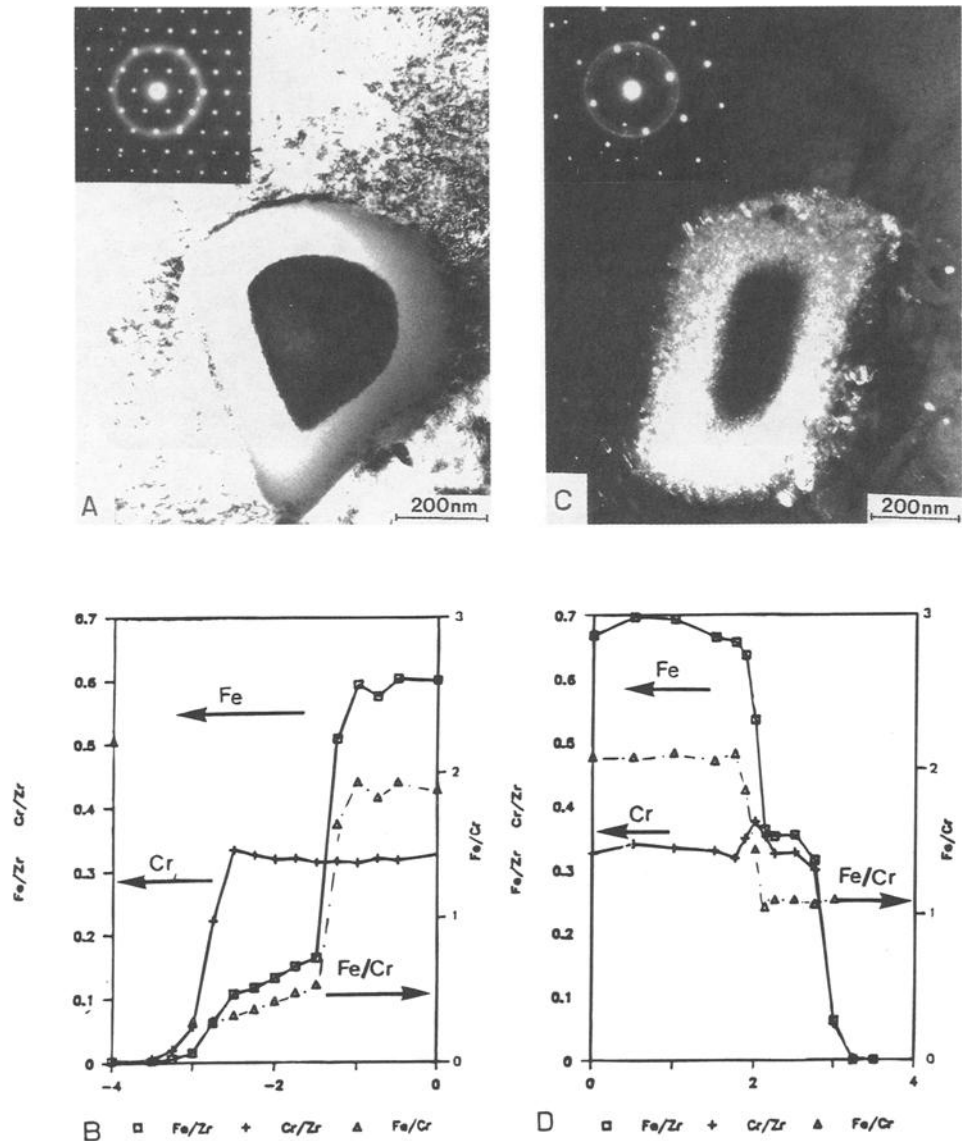 A
200nm
C
200nm
0.7
0.6
0.5
0.4
0.3
0.2
0.1
0
3
2
1
0
-4
-2
0
Fe/Zr Cr/Zr
Fe/Cr
Fe
Cr
Fe/Cr
B □ Fe/Zr + Cr/Zr △ Fe/Cr
0.7
0.6
0.5
0.4
0.3
0.2
0.1
0
3
2
1
0
0
2
4
Fe/Zr Cr/Zr
Fe/Cr
Fe
Cr
Fe/Cr
D □ Fe/Zr + Cr/Zr △ Fe/Cr